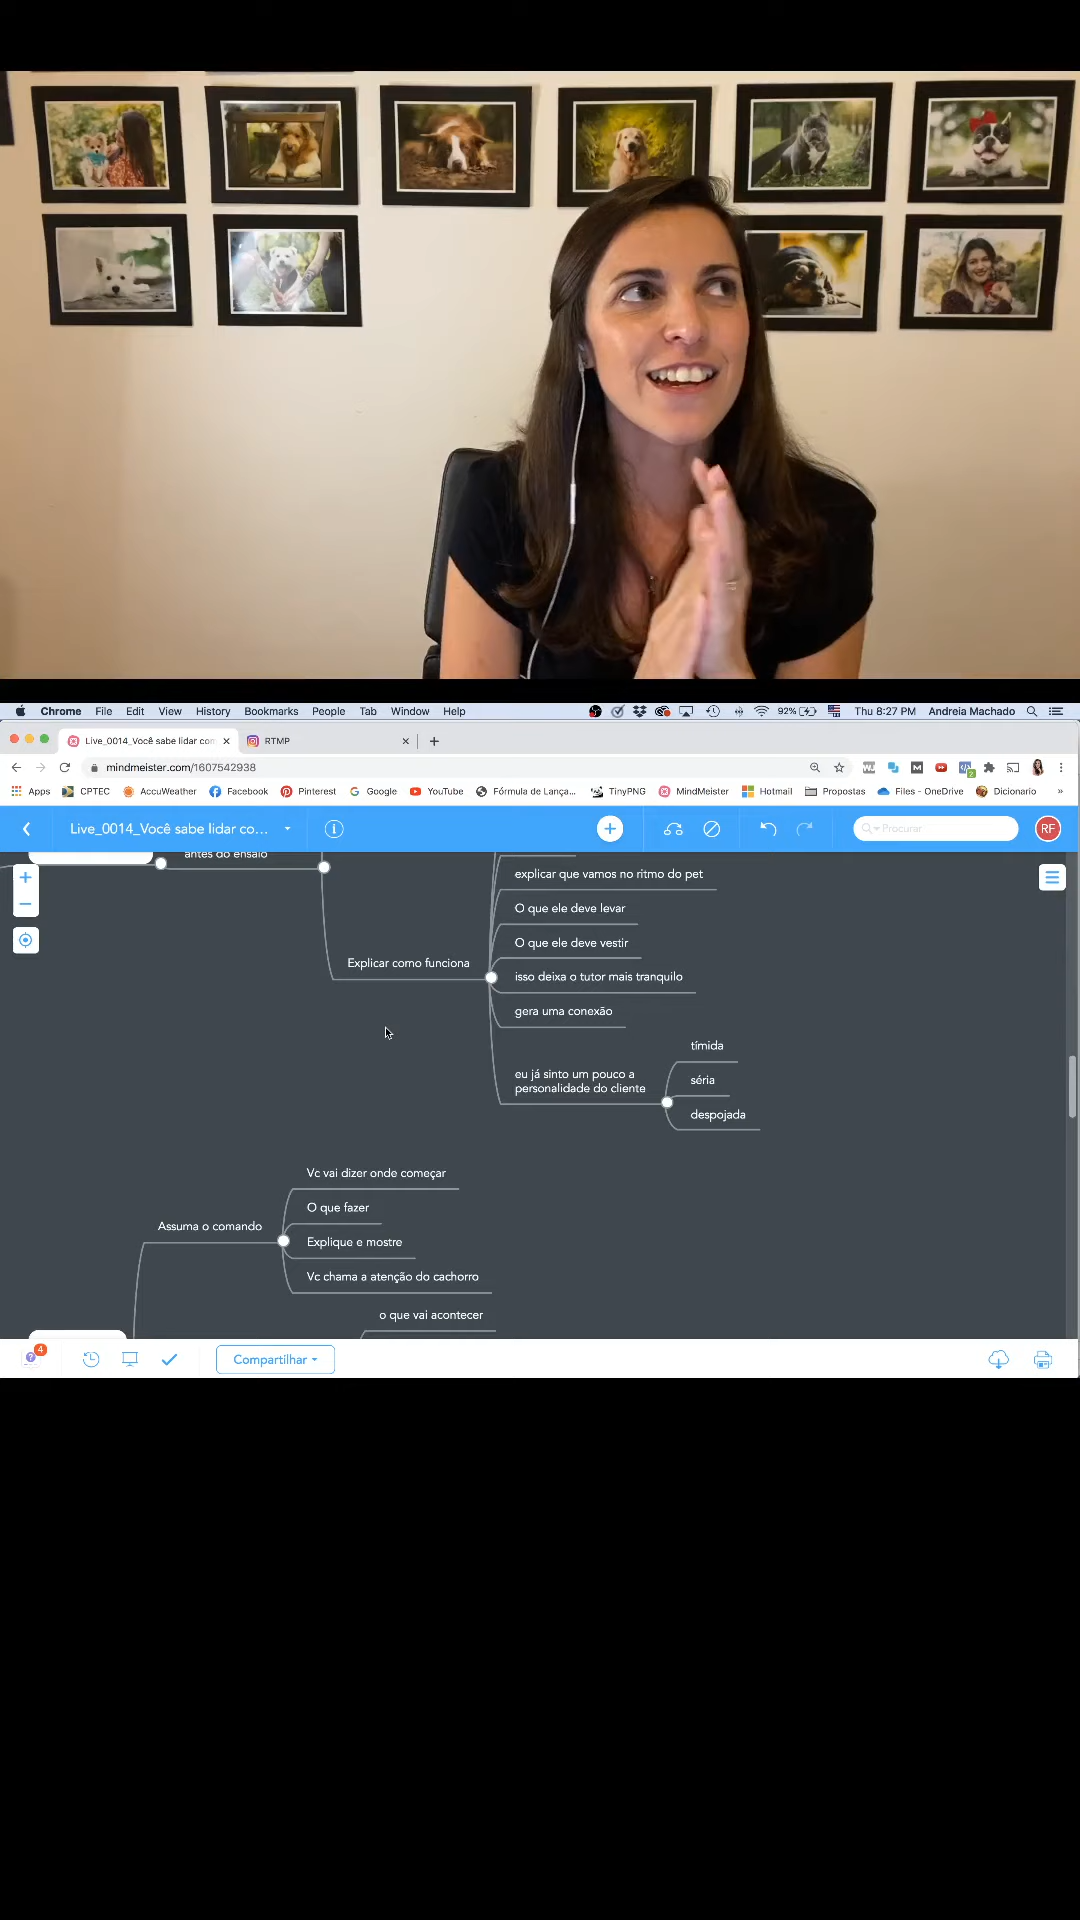 Chrome File Edit View History Bookmarks People Tab Window Help 92% Thu 8:27 PM Andreia Machado
Live_0014_Você sabe lidar con RTMP
mindmeister.com/1607542938
Apps CPTEC AccuWeather Facebook Pinterest Google YouTube Fórmula de Lança... TinyPNG MindMeister Hotmail Propostas Files - OneDrive Dicionario »
Live_0014_Você sabe lidar co... Procurar RF
antes do ensaio
explicar que vamos no ritmo do pet
O que ele deve levar
O que ele deve vestir
Explicar como funciona
isso deixa o tutor mais tranquilo
gera uma conexão
tímida
eu já sinto um pouco a
personalidade do cliente
séria
despojada
Vc vai dizer onde começar
O que fazer
Assuma o comando
Explique e mostre
Vc chama a atenção do cachorro
o que vai acontecer
4
Compartilhar